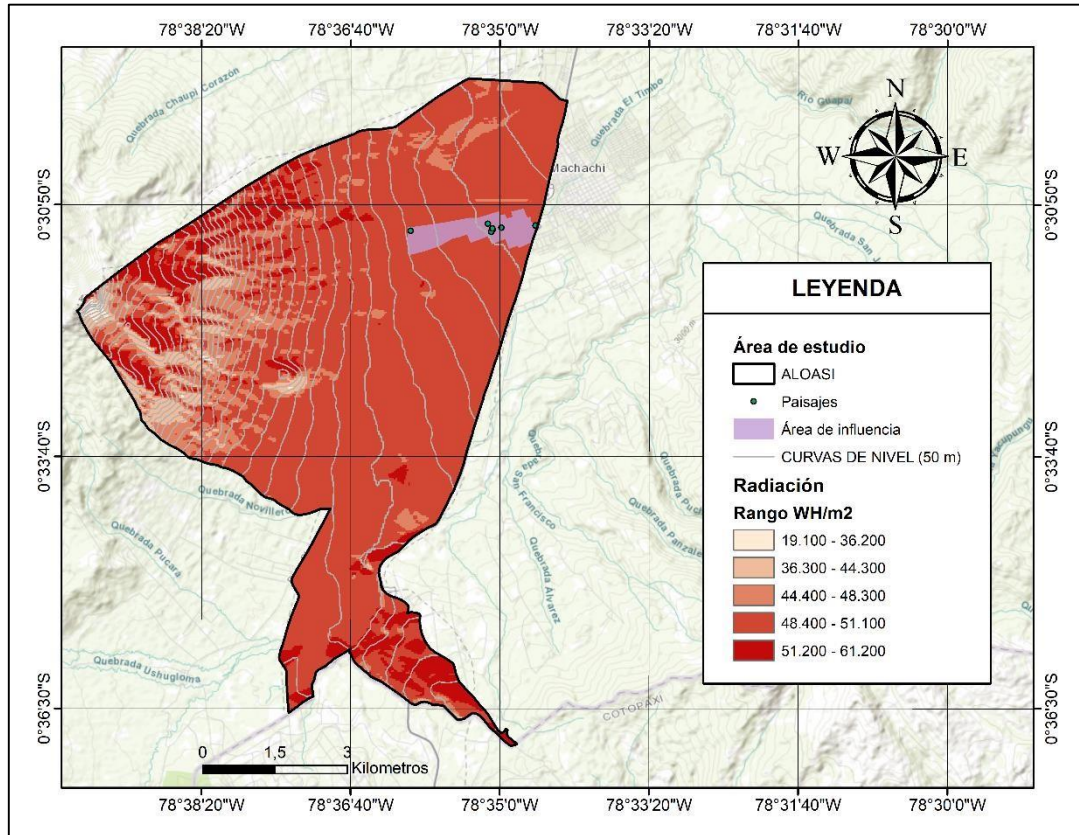 78°38'20"W 78°36'40"W 78°35'0"W 78°33'20"W 78°31'40"W 78°30'0"W
Quebrada Chaupi Corazón
Quebrada El Timbo
Río Guapal
N
W E
S
Machachi
0°30'50"S
0°30'50"S
Quebrada San J
LEYENDA
Área de estudio
ALOASI
Paisajes
Área de influencia
CURVAS DE NIVEL (50 m)
Radiación
Rango WH/m2
19.100 - 36.200
36.300 - 44.300
44.400 - 48.300
48.400 - 51.100
51.200 - 61.200
3000 m
0°33'40"S
0°33'40"S
Quebrada Novillero
Quebrada Pucara
San Francisco
Quebrada Álvarez
Quebrada Panzale
Quebrada Ushugloma
COTOPAXI
0°36'30"S
0°36'30"S
0 1,5 3
Kilometros
78°38'20"W 78°36'40"W 78°35'0"W 78°33'20"W 78°31'40"W 78°30'0"W